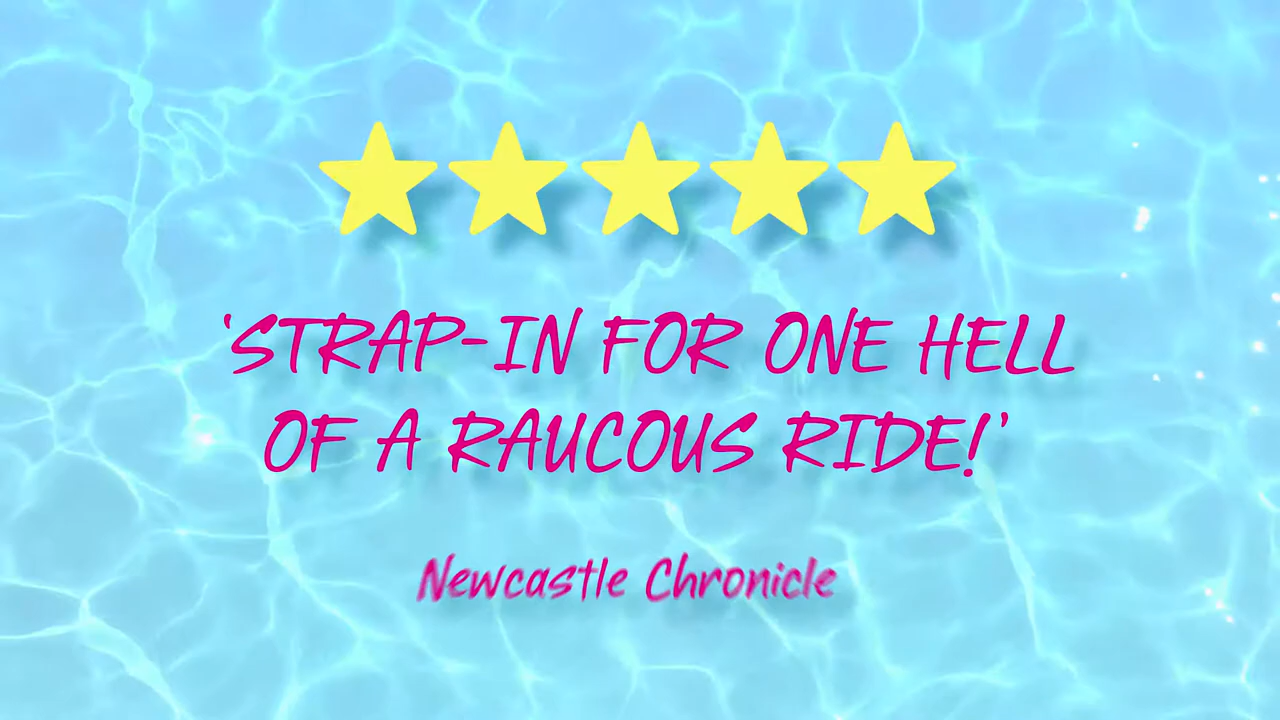 ‘STRAP-IN FOR ONE HELL
OF A RAUCOUS RIDE!’
Newcastle Chronicle